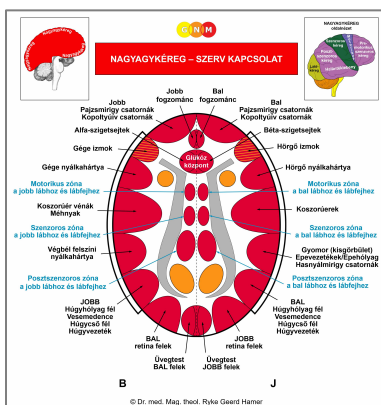 G N M
NAGYAGYKÉREG – SZERV KAPCSOLAT
Nagyagykéreg
NAGYAGYKÉREG
oldalnézet
Jobb
Pajzsmirigy csatornák
Kopoltyúív csatornák
Jobb
fogzománc
Bal
fogzománc
Bal
Pajzsmirigy csatornák
Kopoltyúív csatornák
Alfa-szigetsejtek
Béta-szigetsejtek
Gége izmok
Hörgő izmok
Glükóz
központ
Gége nyálkahártya
Hörgő nyálkahártya
Motorikus zóna
a jobb lábhoz és lábfejhez
Motorikus zóna
a bal lábhoz és lábfejhez
Koszorúér vénák
Méhnyak
Koszorúerek
Szenzoros zóna
a jobb lábhoz és lábfejhez
Szenzoros zóna
a bal lábhoz és lábfejhez
Végbél felszíni
nyálkahártya
Gyomor (kisgörbület)
Epevezetékek/Epehólyag
Hasnyálmirigy csatornák
Posztszenzoros zóna
a jobb lábhoz és lábfejhez
Posztszenzoros zóna
a bal lábhoz és lábfejhez
JOBB
Húgyhólyag fél
Vesemedence
Húgycső fél
Húgyvezeték
BAL
Húgyhólyag fél
Vesemedence
Húgycső fél
Húgyvezeték
BAL
retina felek
JOBB
retina felek
Üvegtest
BAL felek
Üvegtest
JOBB felek
B
J
© Dr. med. Mag. theol. Ryke Geerd Hamer